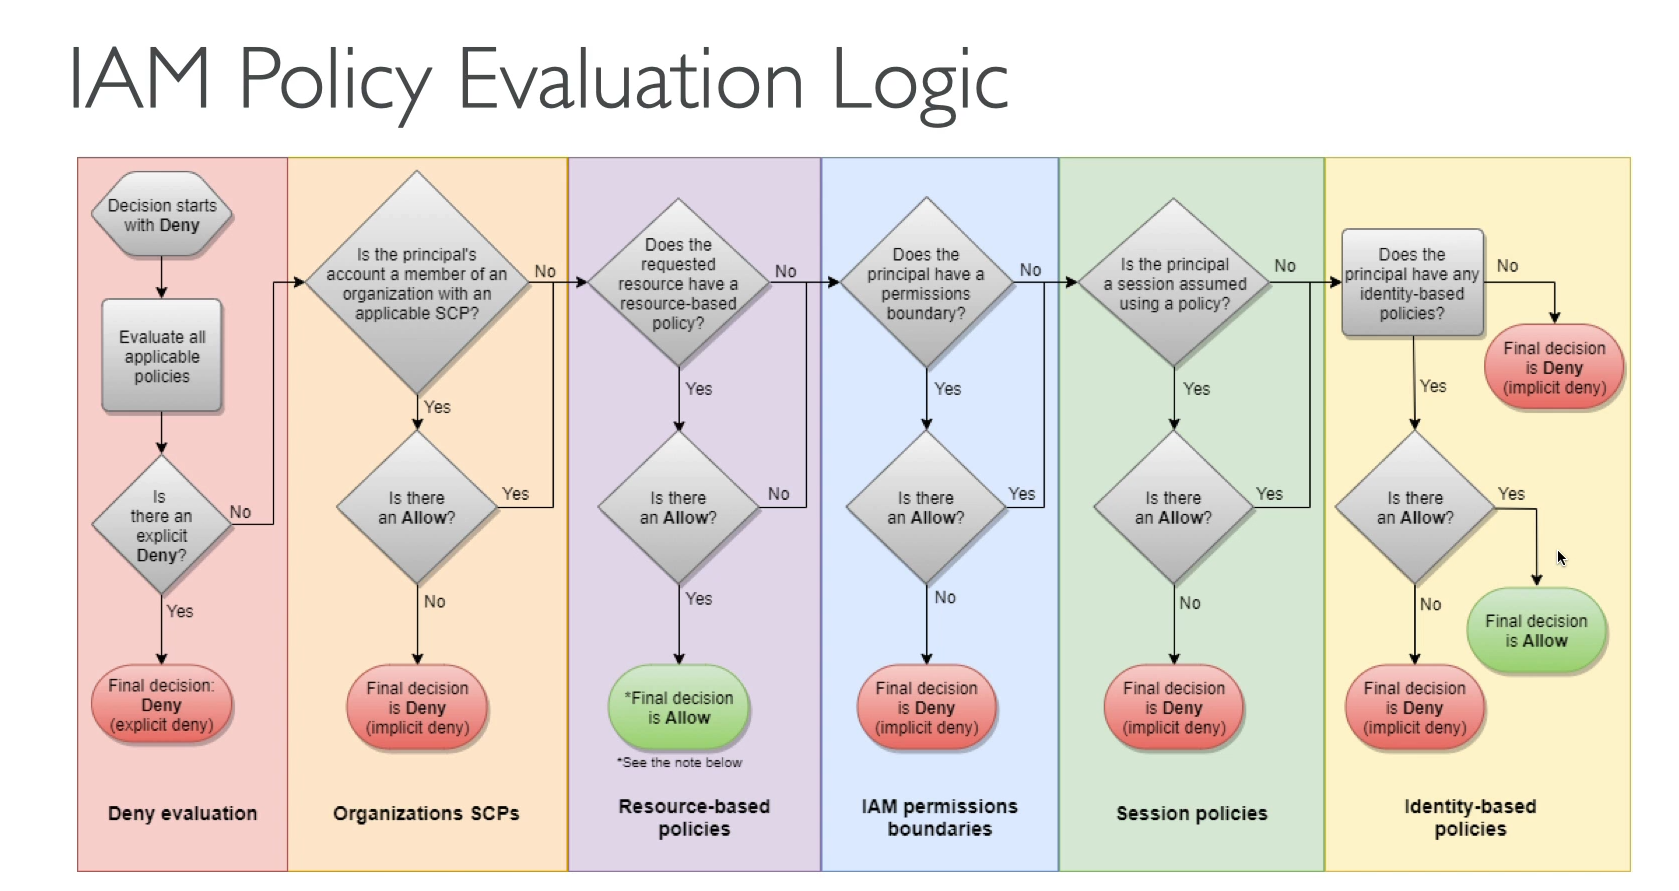 IAM Policy Evaluation Logic
Decision starts
with Deny
Evaluate all
applicable
policies
Is
there an
explicit
Deny?
No
Yes
Final decision:
Deny
(explicit deny)
Deny evaluation
Is the principal's
account a member of an
organization with an
applicable SCP?
No
Yes
Is there
an Allow?
Yes
No
Final decision
is Deny
(implicit deny)
Organizations SCPs
Does the
requested
resource have a
resource-based
policy?
No
Yes
Is there
an Allow?
No
Yes
*Final decision
is Allow
*See the note below
Resource-based
policies
Does the
principal have a
permissions
boundary?
No
Yes
Is there
an Allow?
Yes
No
Final decision
is Deny
(implicit deny)
IAM permissions
boundaries
Is the principal
a session assumed
using a policy?
No
Yes
Is there
an Allow?
Yes
No
Final decision
is Deny
(implicit deny)
Session policies
Does the
principal have any
identity-based
policies?
No
Final decision
is Deny
(implicit deny)
Yes
Is there
an Allow?
Yes
Final decision
is Allow
No
Final decision
is Deny
(implicit deny)
Identity-based
policies